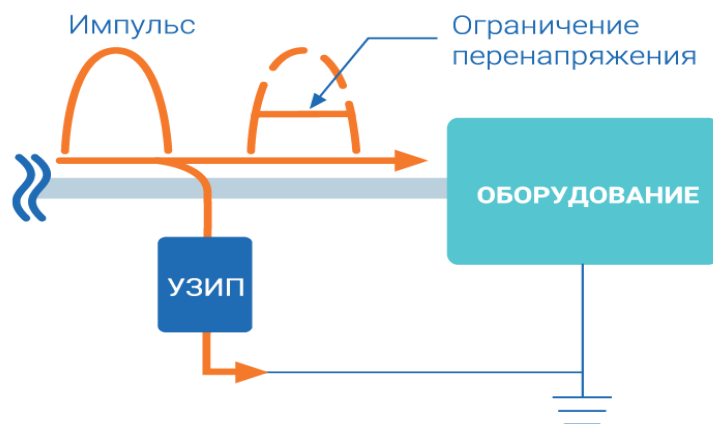 Импульс
Ограничение
перенапряжения
ОБОРУДОВАНИЕ
УЗИП